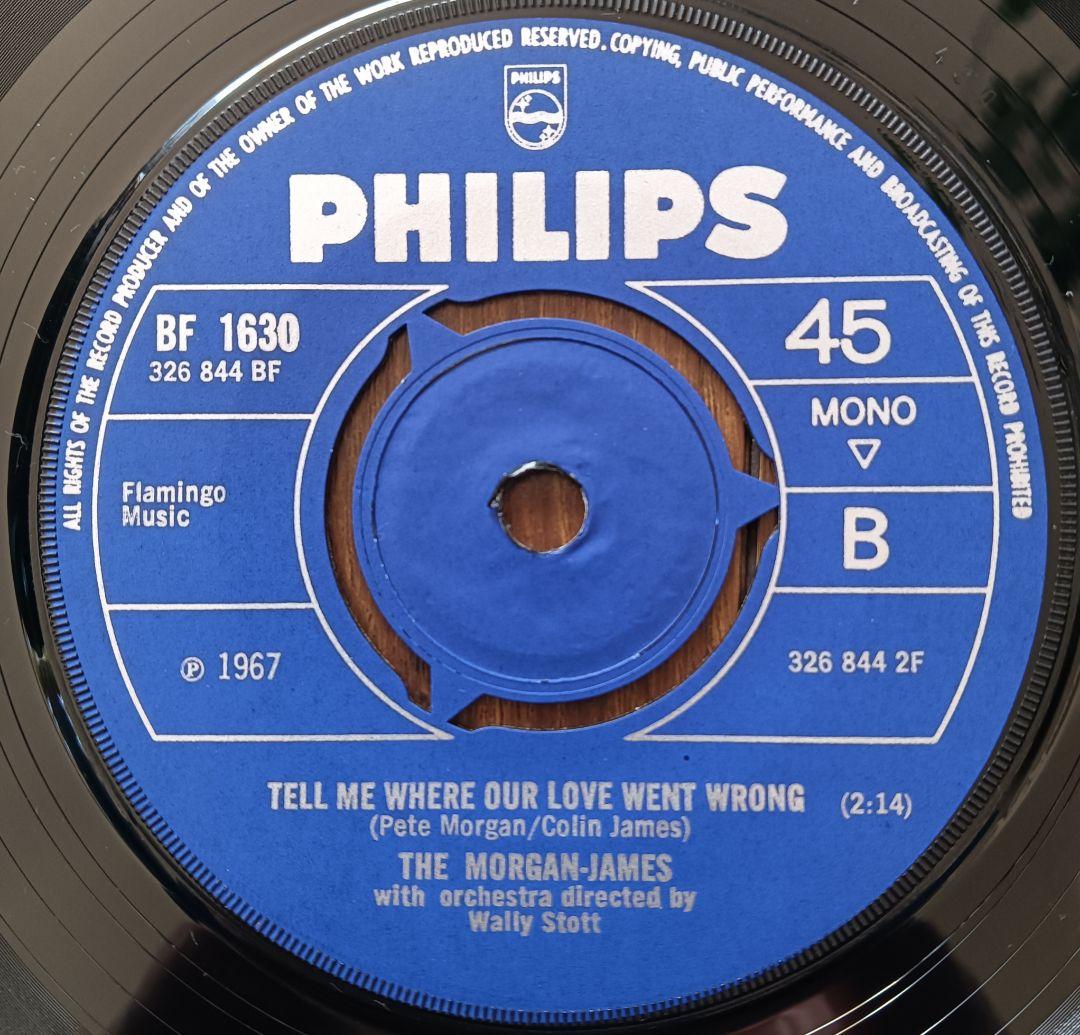 ALL RIGHTS OF THE RECORD PRODUCER AND OF THE OWNER OF THE WORK REPRODUCED RESERVED. COPYING, PUBLIC PERFORMANCE AND BROADCASTING OF THIS RECORD PROHIBITED
PHILIPS
PHILIPS
BF 1630
326 844 BF
Flamingo
Music
℗ 1967
45
MONO
B
326 844 2F
TELL ME WHERE OUR LOVE WENT WRONG (2:14)
(Pete Morgan/Colin James)
THE MORGAN-JAMES
with orchestra directed by
Wally Stott